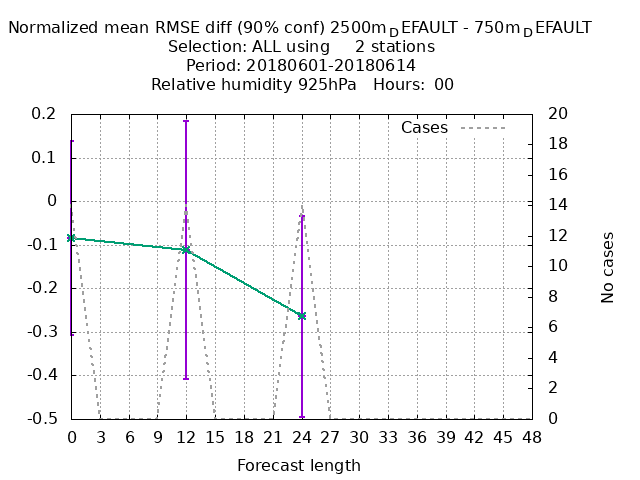 Normalized mean RMSE diff (90% conf) 2500mDEFAULT - 750mDEFAULT
Selection: ALL using     2 stations
Period: 20180601-20180614
Relative humidity 925hPa   Hours: 00
Cases
0.2
0.1
0
-0.1
-0.2
-0.3
-0.4
-0.5
20
18
16
14
12
10
8
6
4
2
0
No cases
0 3 6 9 12 15 18 21 24 27 30 33 36 39 42 45 48
Forecast length